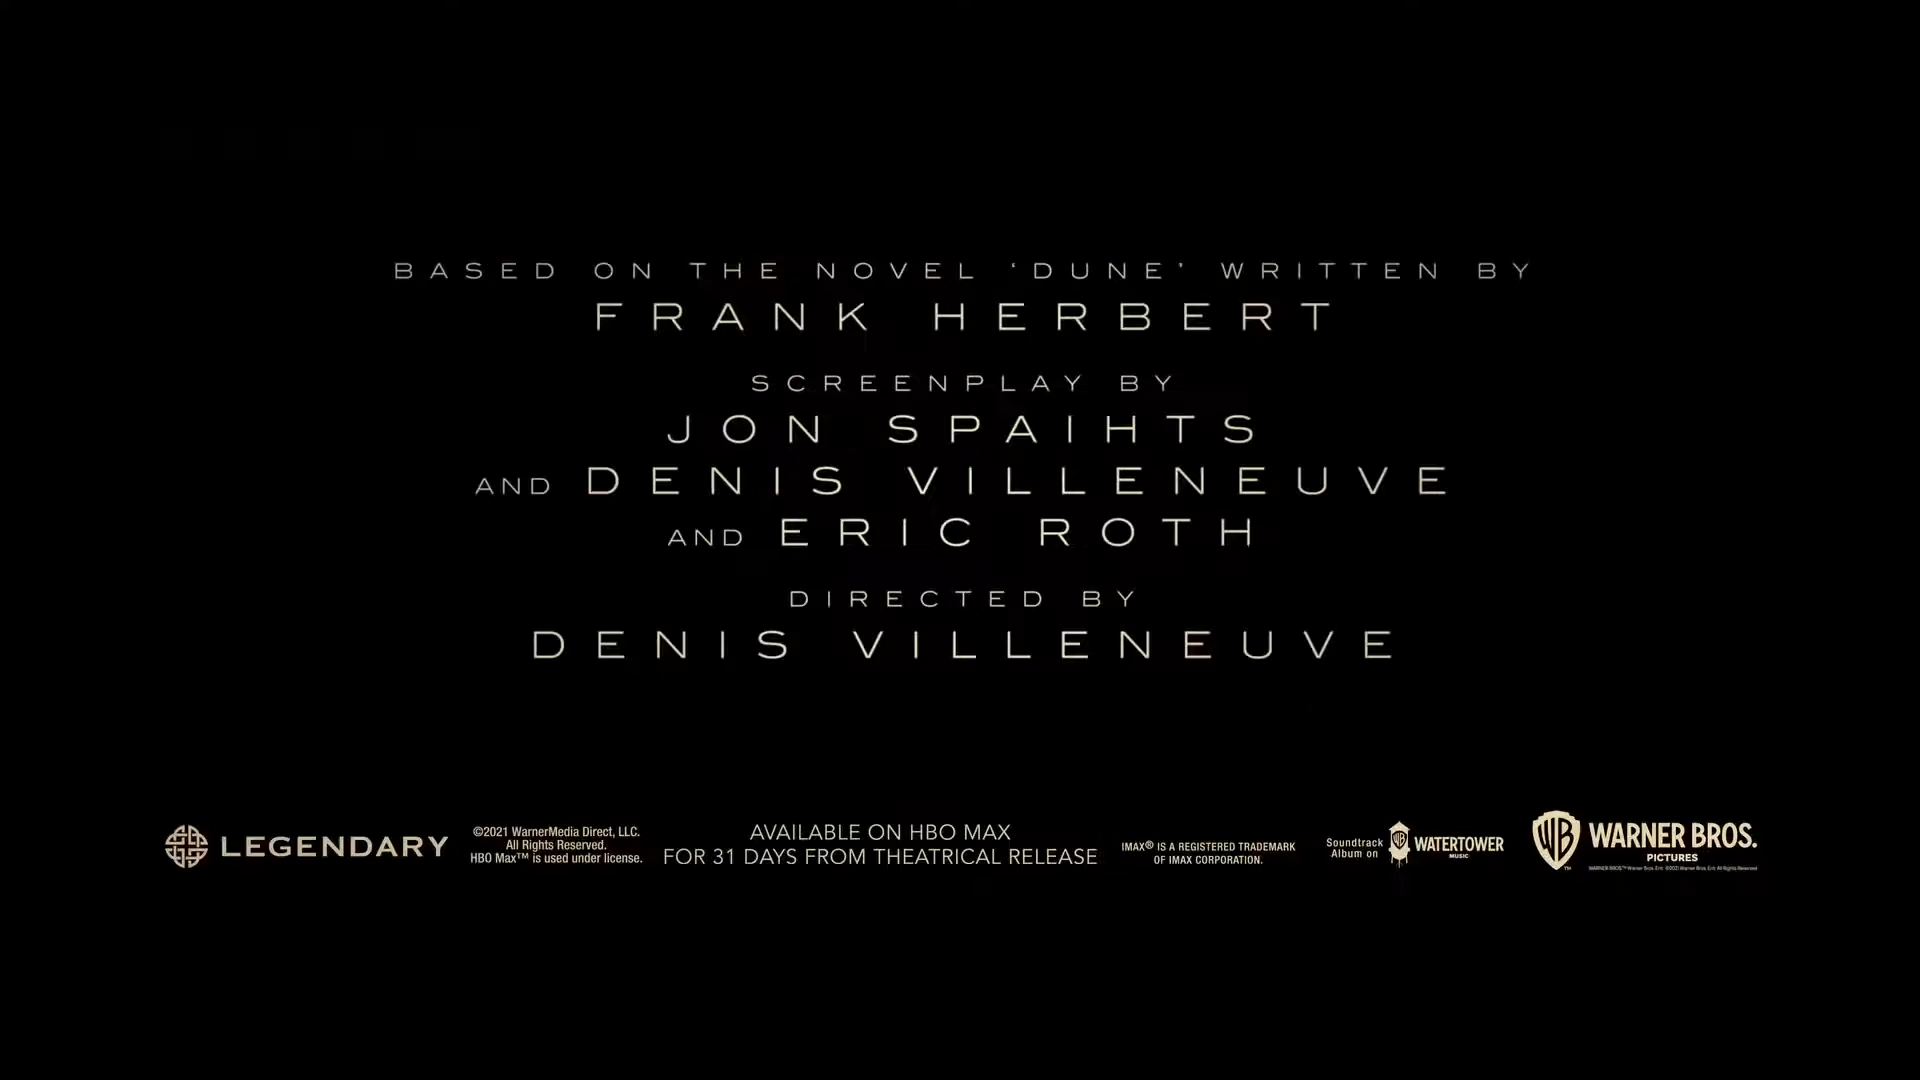 BASED ON THE NOVEL ‘DUNE’ WRITTEN BY
FRANK HERBERT
SCREENPLAY BY
JON SPAIHTS
AND DENIS VILLENEUVE
AND ERIC ROTH
DIRECTED BY
DENIS VILLENEUVE
LEGENDARY
©2021 WarnerMedia Direct, LLC.
All Rights Reserved.
HBO Max™ is used under license.
AVAILABLE ON HBO MAX
FOR 31 DAYS FROM THEATRICAL RELEASE
IMAX® IS A REGISTERED TRADEMARK
OF IMAX CORPORATION.
Soundtrack
Album on
WATERTOWER
MUSIC
WB
WARNER BROS.
PICTURES
™